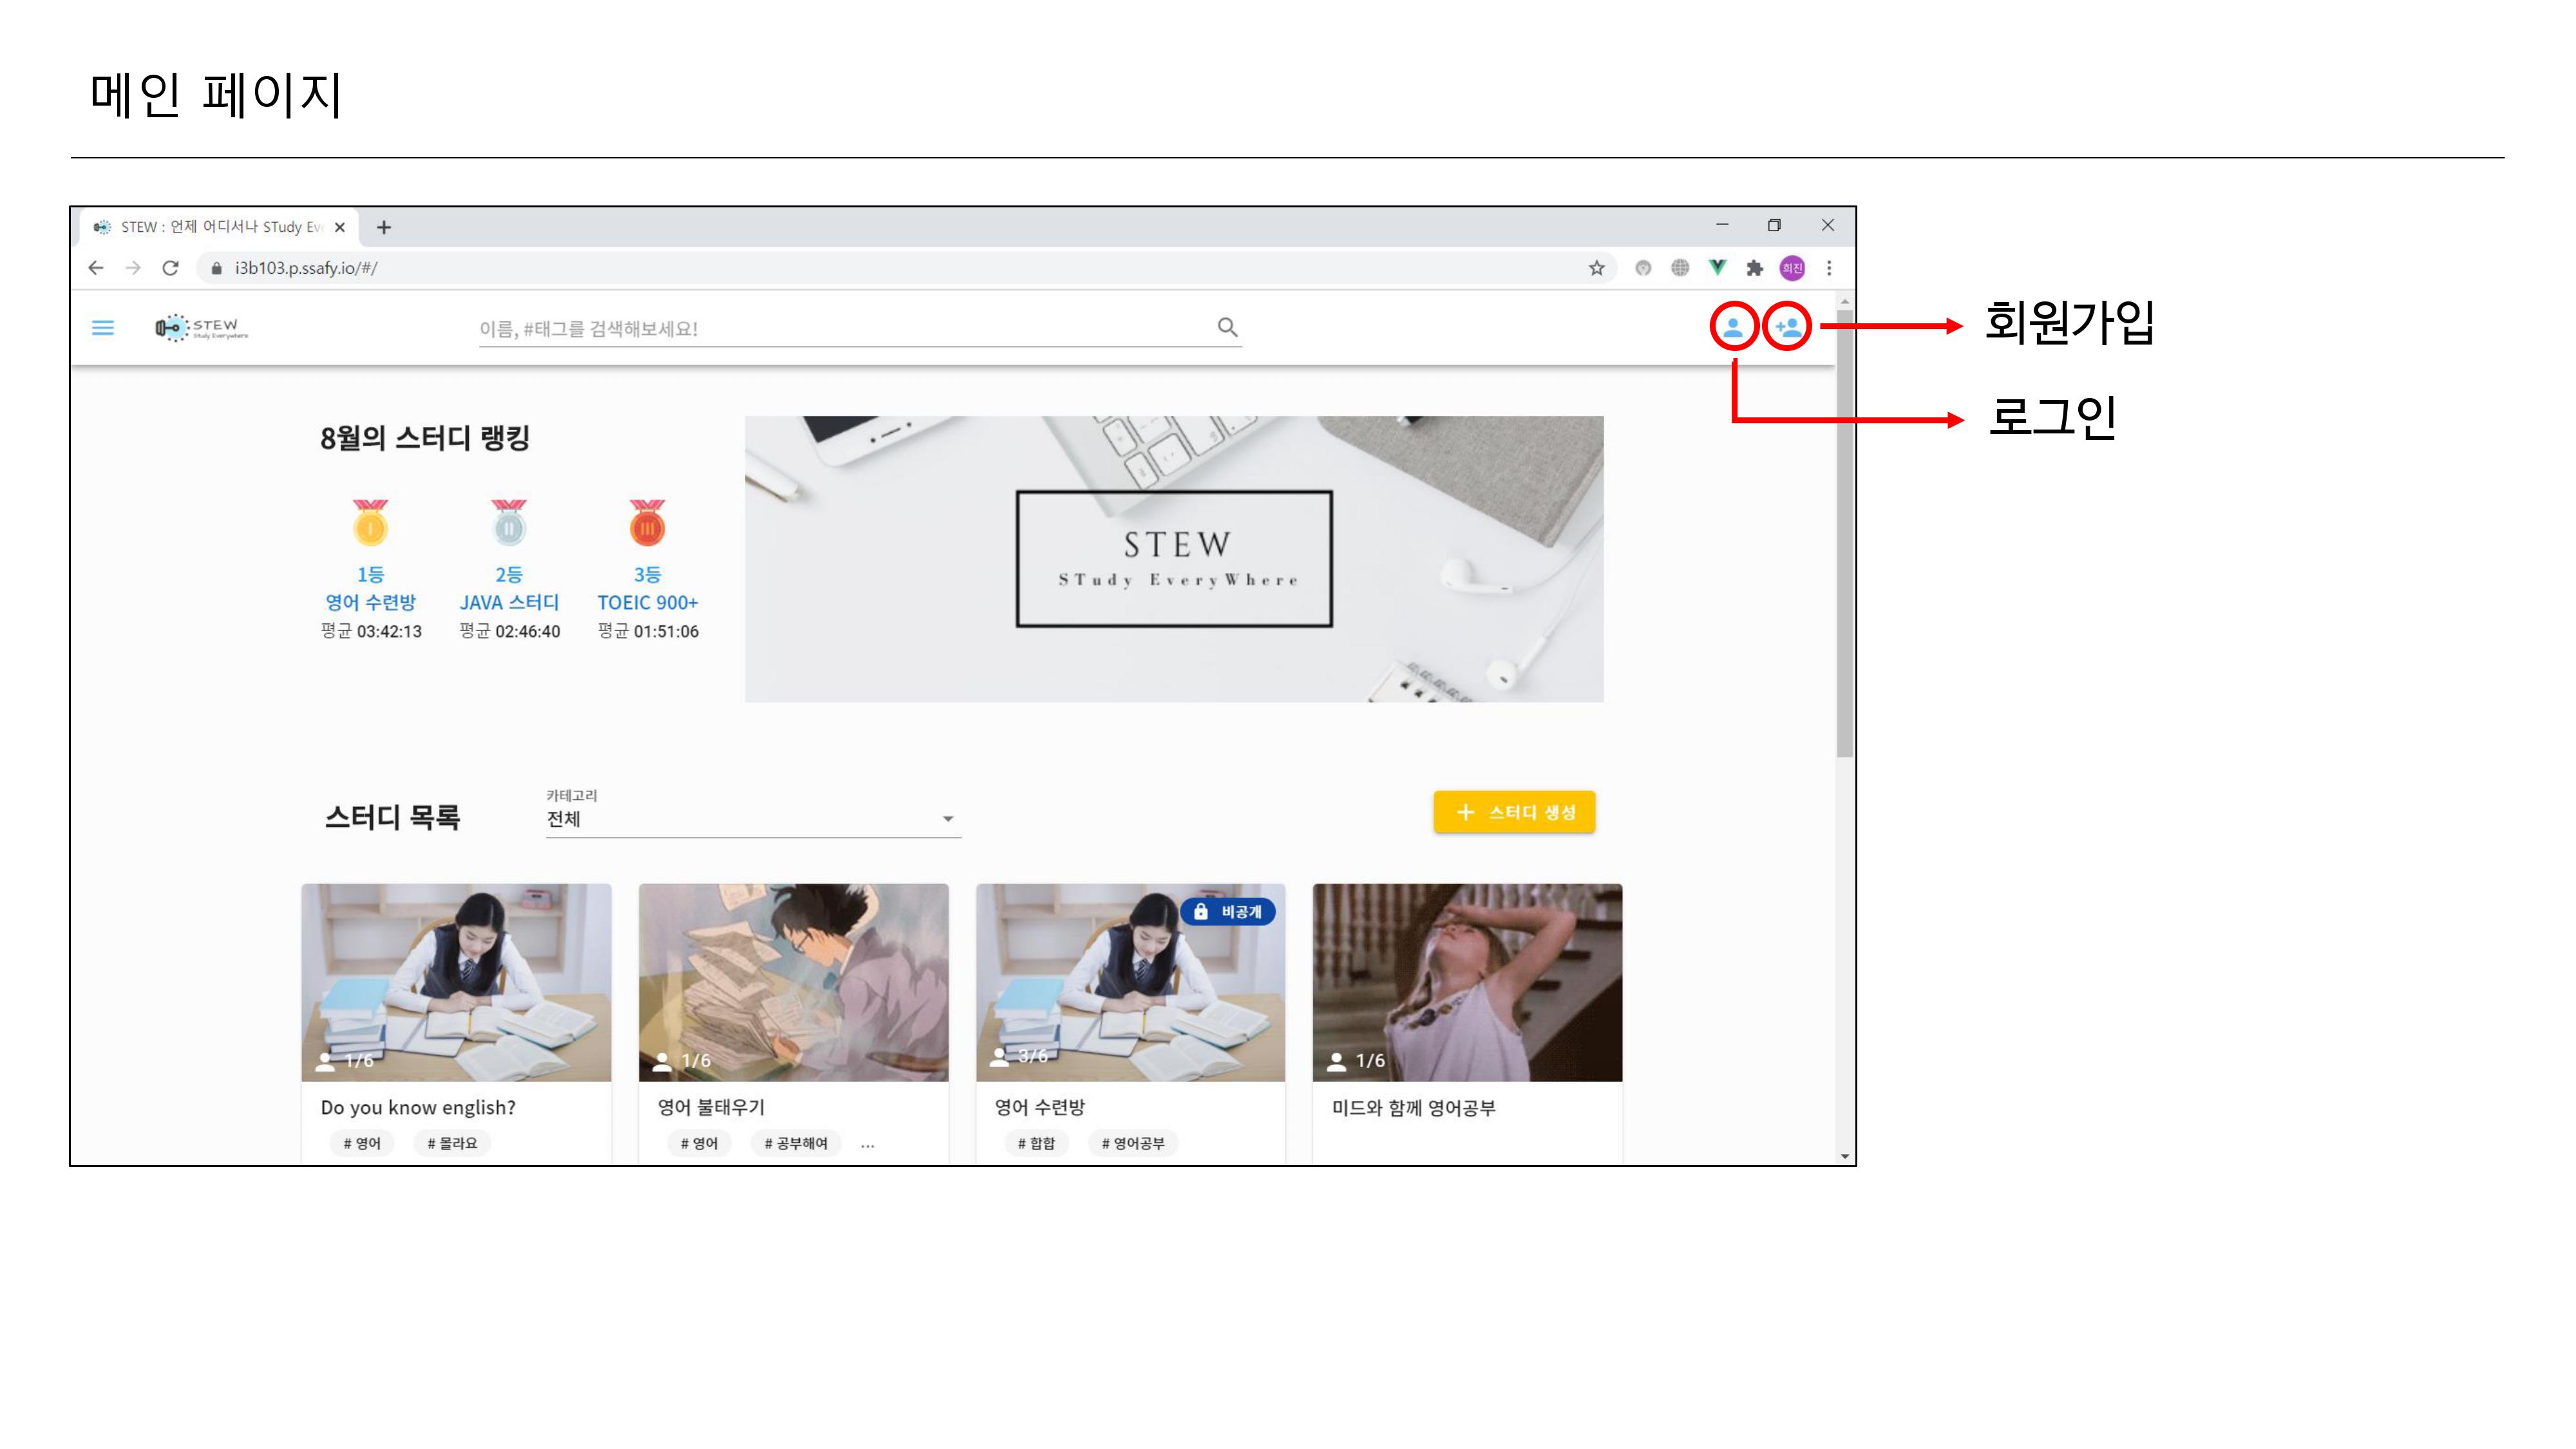 메인 페이지
STEW : 언제 어디서나 STudy Eve
i3b103.p.ssafy.io/#/
희진
STEW
Study Everywhere
이름, #태그를 검색해보세요!
회원가입
로그인
8월의 스터디 랭킹
1등
영어 수련방
평균 03:42:13
2등
JAVA 스터디
평균 02:46:40
3등
TOEIC 900+
평균 01:51:06
STEW
STudy EveryWhere
스터디 목록
카테고리
전체
+ 스터디 생성
1/6
Do you know english?
# 영어 # 몰라요
1/6
영어 불태우기
# 영어 # 공부해여 ...
비공개
3/6
영어 수련방
# 합합 # 영어공부
1/6
미드와 함께 영어공부